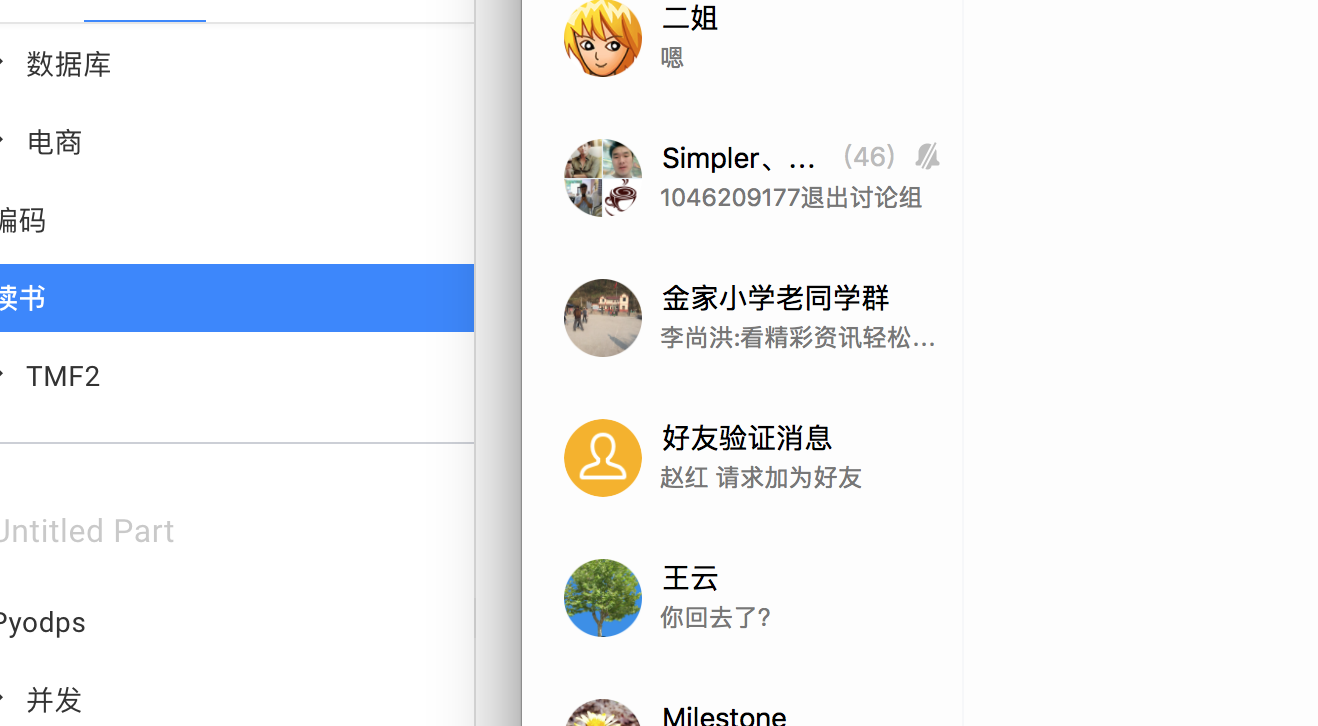 数据库
电商
编码
读书
TMF2
Untitled Part
Pyodps
并发
二姐
嗯
Simpler、... (46)
1046209177退出讨论组
金家小学老同学群
李尚洪:看精彩资讯轻松...
好友验证消息
赵红 请求加为好友
王云
你回去了?
Milestone